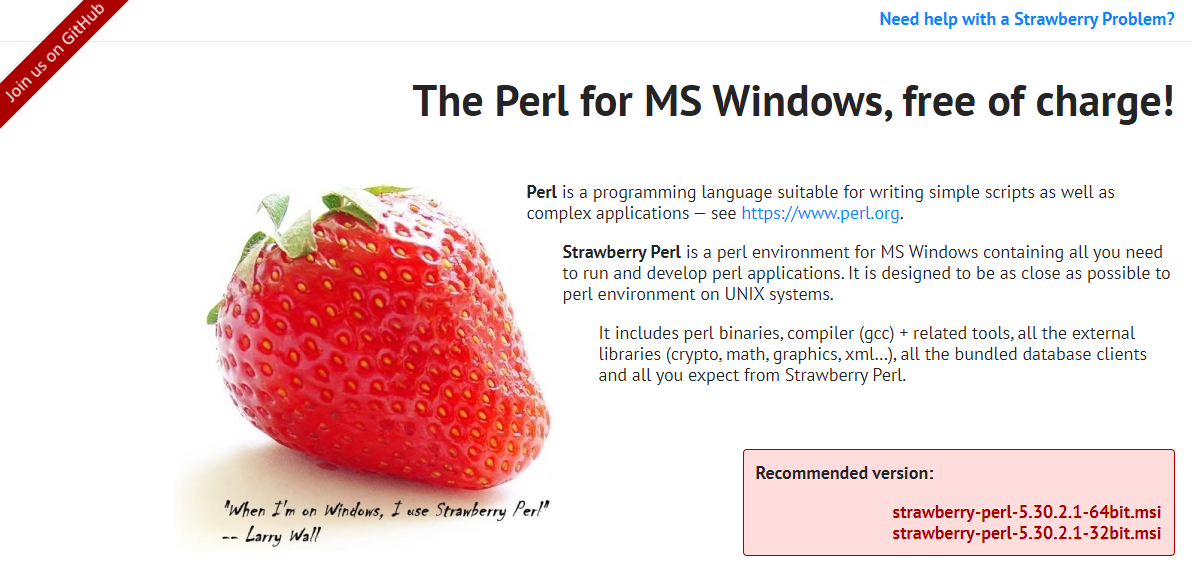 Join us on GitHub
Need help with a Strawberry Problem?
The Perl for MS Windows, free of charge!
Perl is a programming language suitable for writing simple scripts as well as
complex applications — see https://www.perl.org.
Strawberry Perl is a perl environment for MS Windows containing all you need
to run and develop perl applications. It is designed to be as close as possible to
perl environment on UNIX systems.
It includes perl binaries, compiler (gcc) + related tools, all the external
libraries (crypto, math, graphics, xml...), all the bundled database clients
and all you expect from Strawberry Perl.
"When I'm on Windows, I use Strawberry Perl"
-- Larry Wall
Recommended version:
strawberry-perl-5.30.2.1-64bit.msi
strawberry-perl-5.30.2.1-32bit.msi